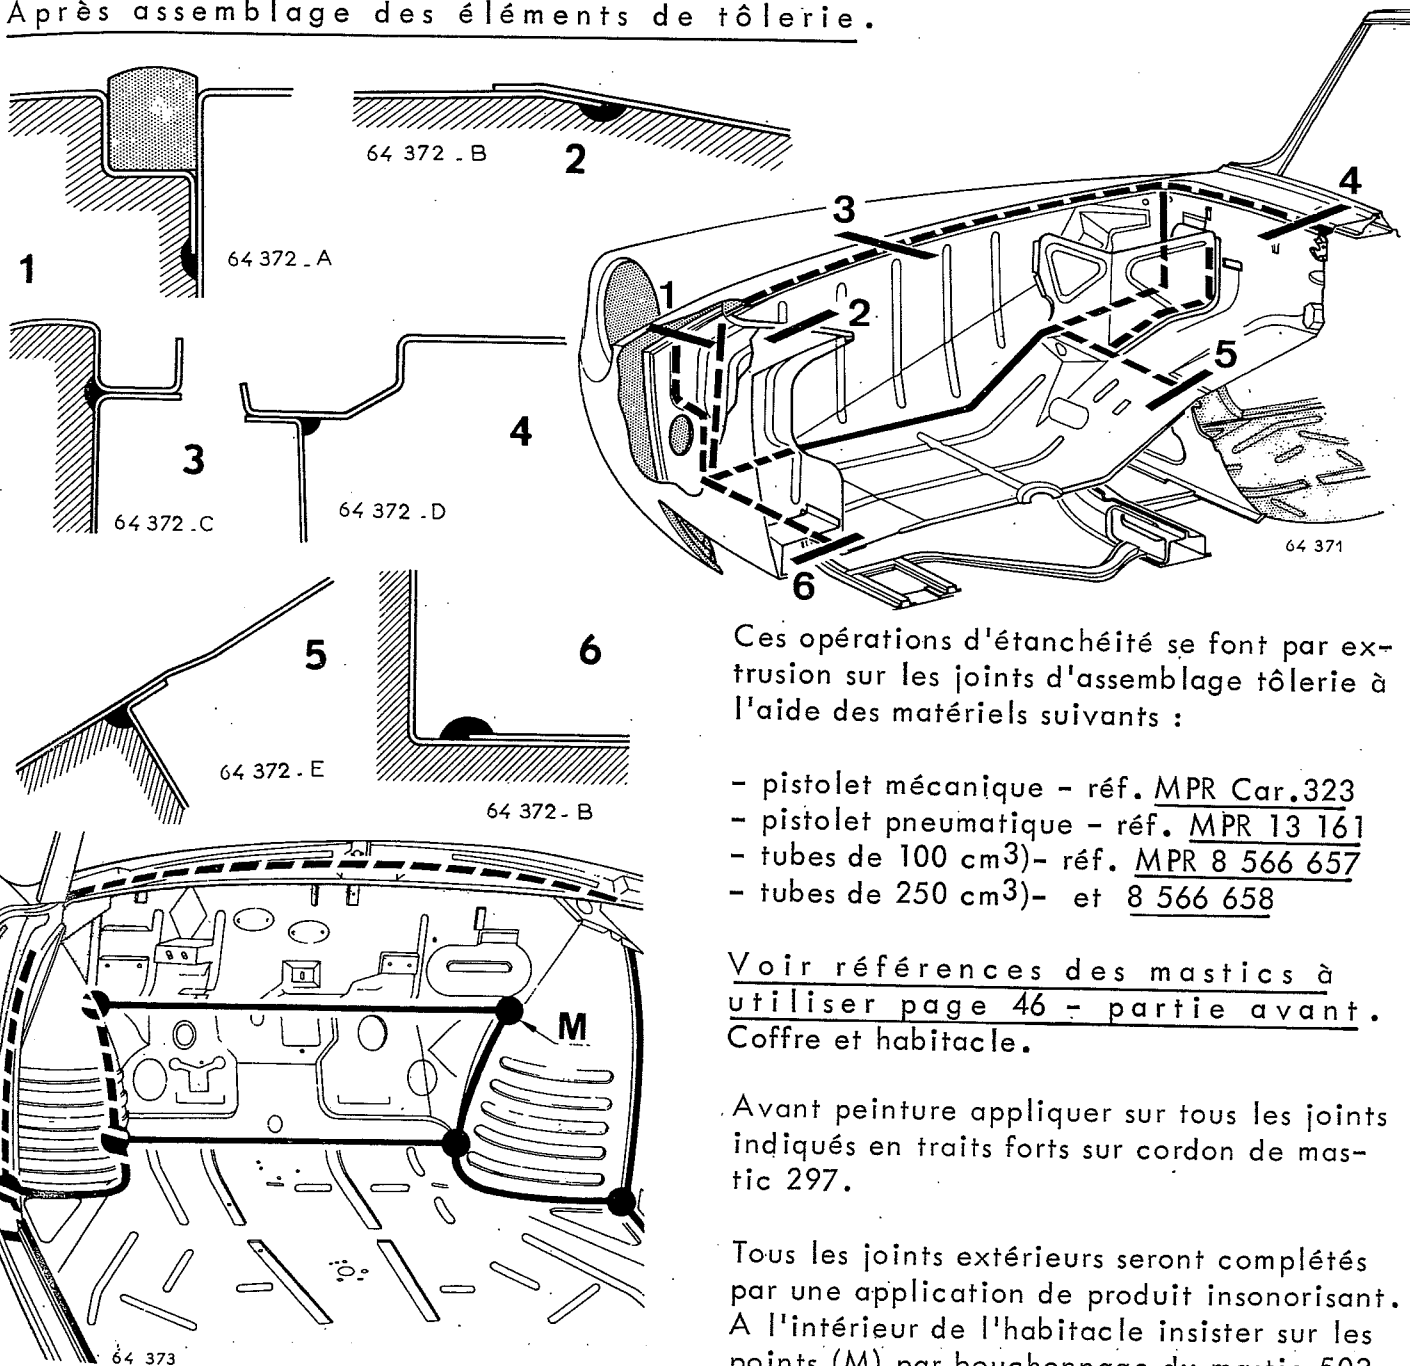 Après assemblage des éléments de tôlerie.
64 372 - A
1
64 372 - B
2
64 372 - C
3
64 372 - D
4
64 372 - E
5
64 372 - B
6
1
2
3
4
5
6
64 371
Ces opérations d'étanchéité se font par ex-
trusion sur les joints d'assemblage tôlerie à
l'aide des matériels suivants :
- pistolet mécanique - réf. MPR Car.323
- pistolet pneumatique - réf. MPR 13 161
- tubes de 100 cm3)- réf. MPR 8 566 657
- tubes de 250 cm3)- et 8 566 658
Voir références des mastics à
utiliser page 46 - partie avant.
Coffre et habitacle.
Avant peinture appliquer sur tous les joints
indiqués en traits forts sur cordon de mas-
tic 297.
Tous les joints extérieurs seront complétés
par une application de produit insonorisant.
A l'intérieur de l'habitacle insister sur les
points (M) par bouchonnage du mastic 503
M
64 373